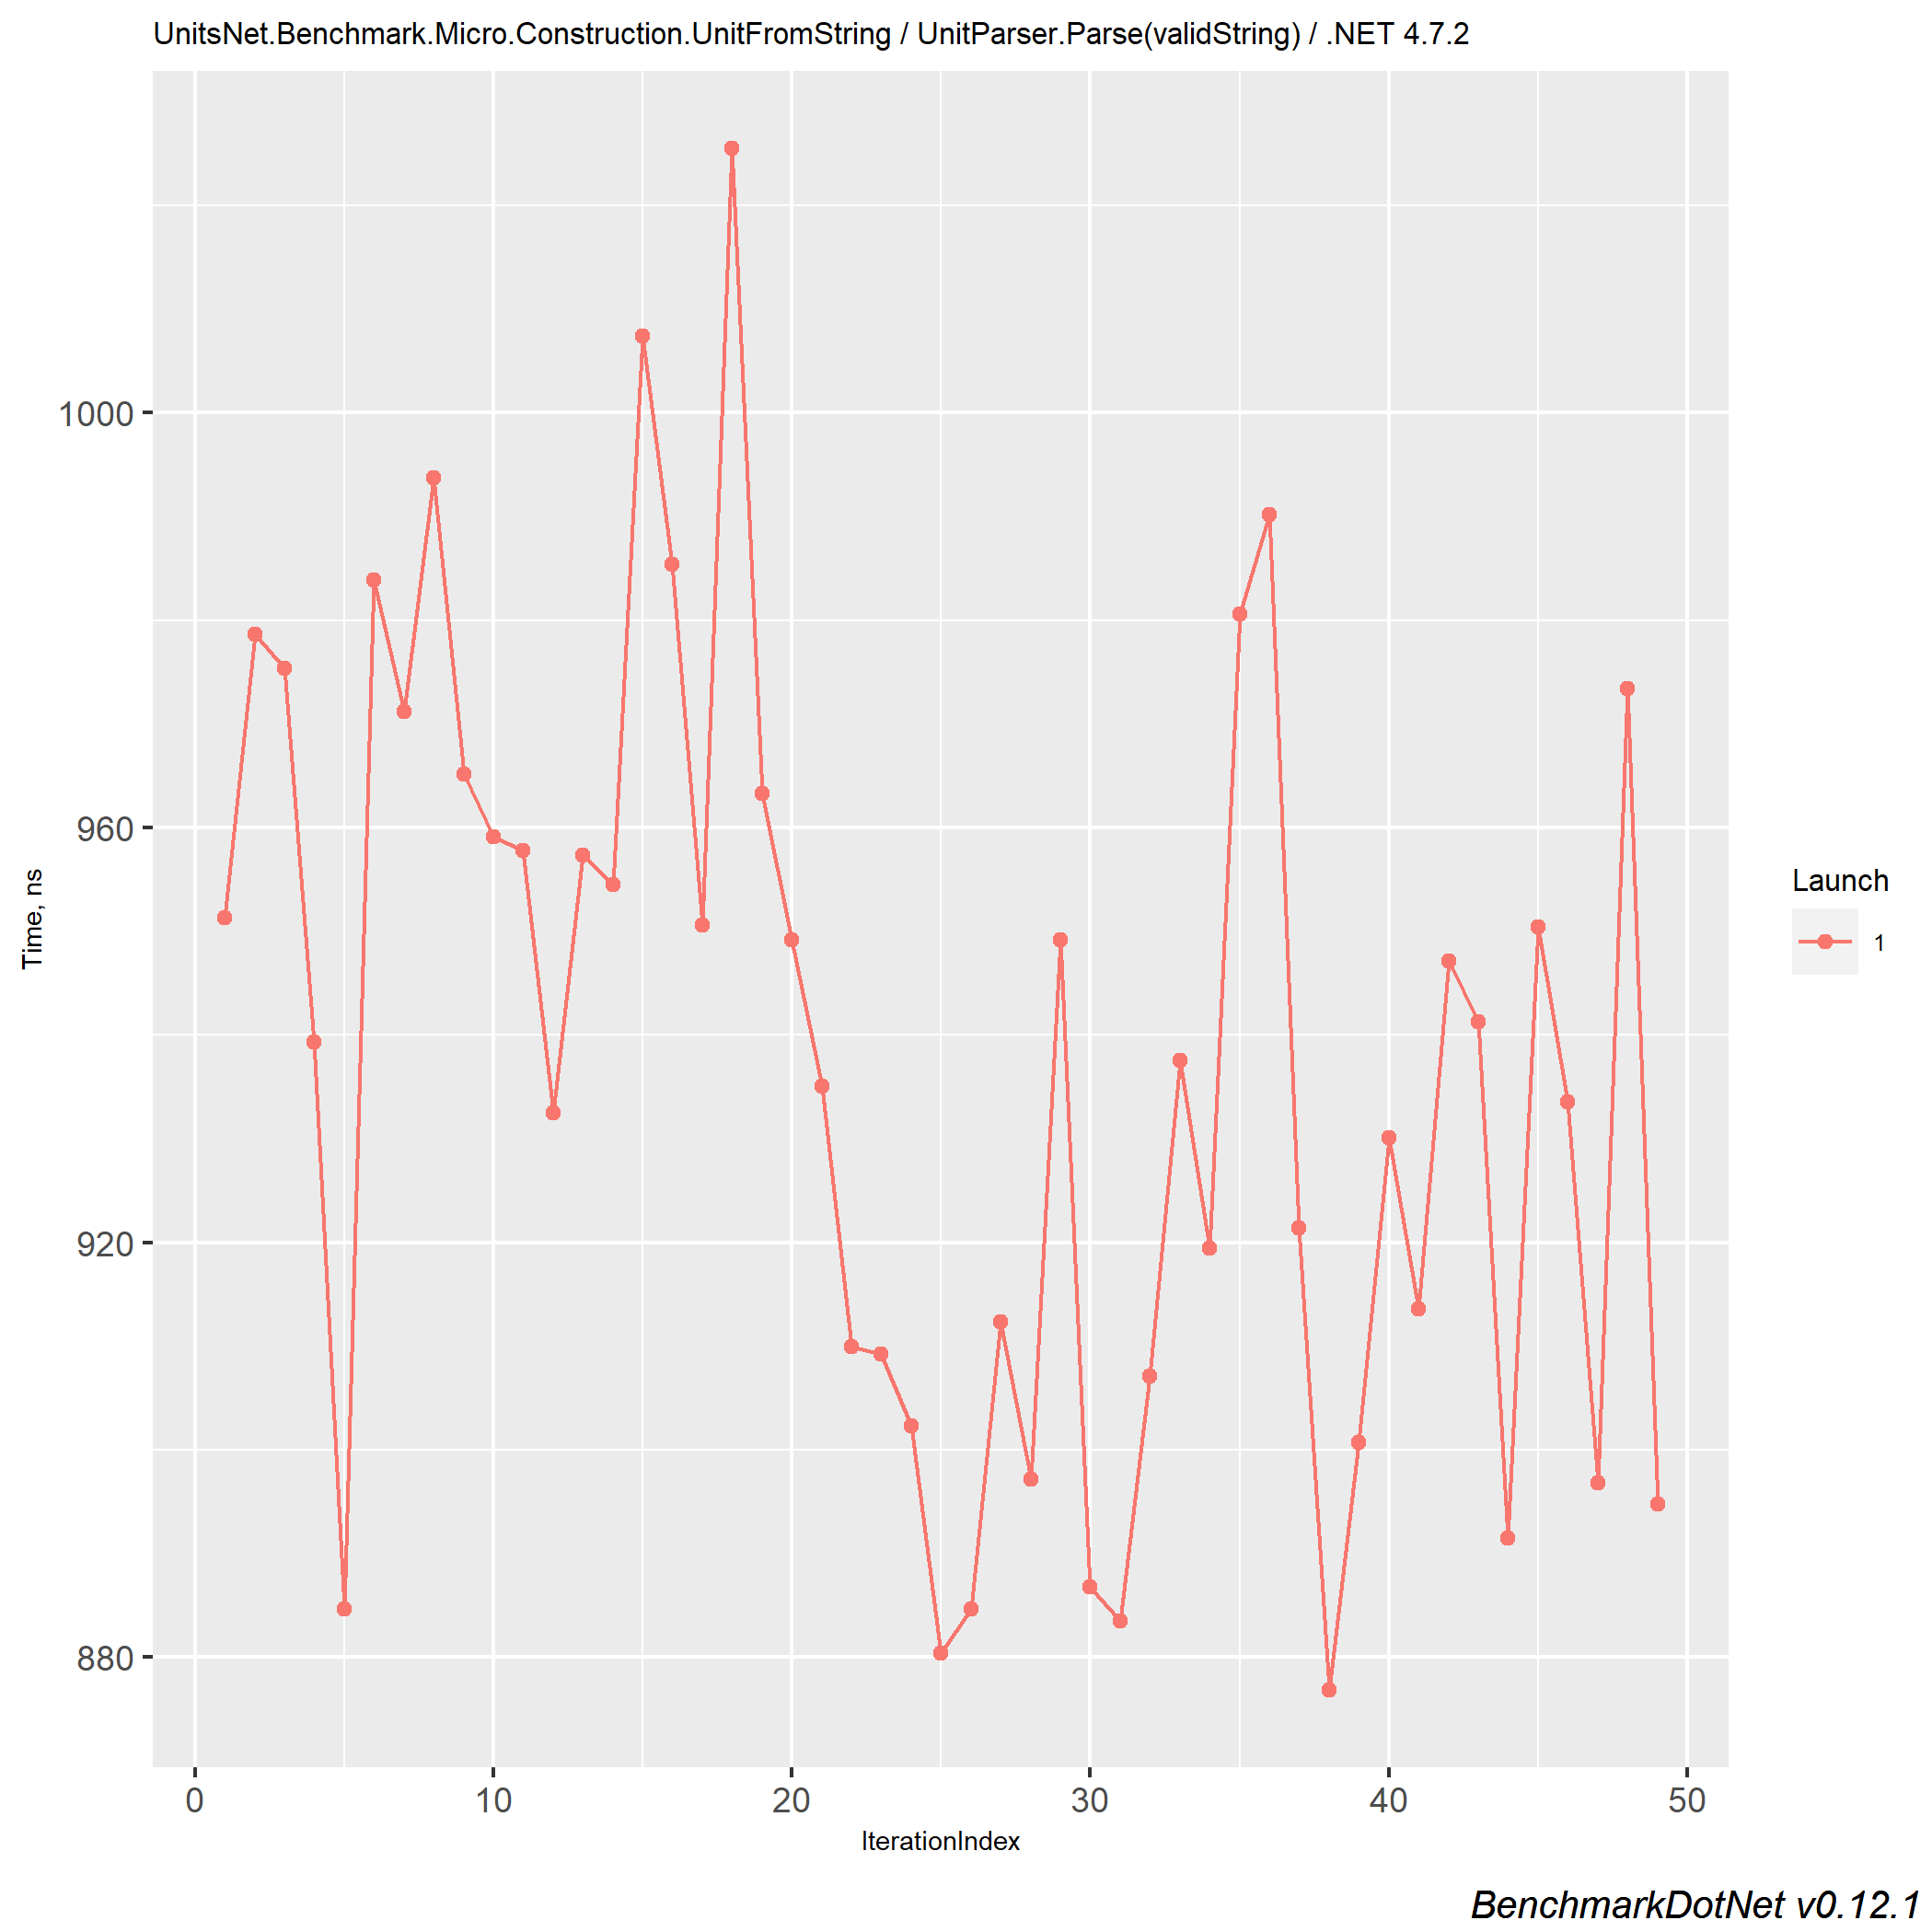 UnitsNet.Benchmark.Micro.Construction.UnitFromString / UnitParser.Parse(validString) / .NET 4.7.2
1000
960
920
880
Time, ns
0 10 20 30 40 50
IterationIndex
Launch
1
BenchmarkDotNet v0.12.1